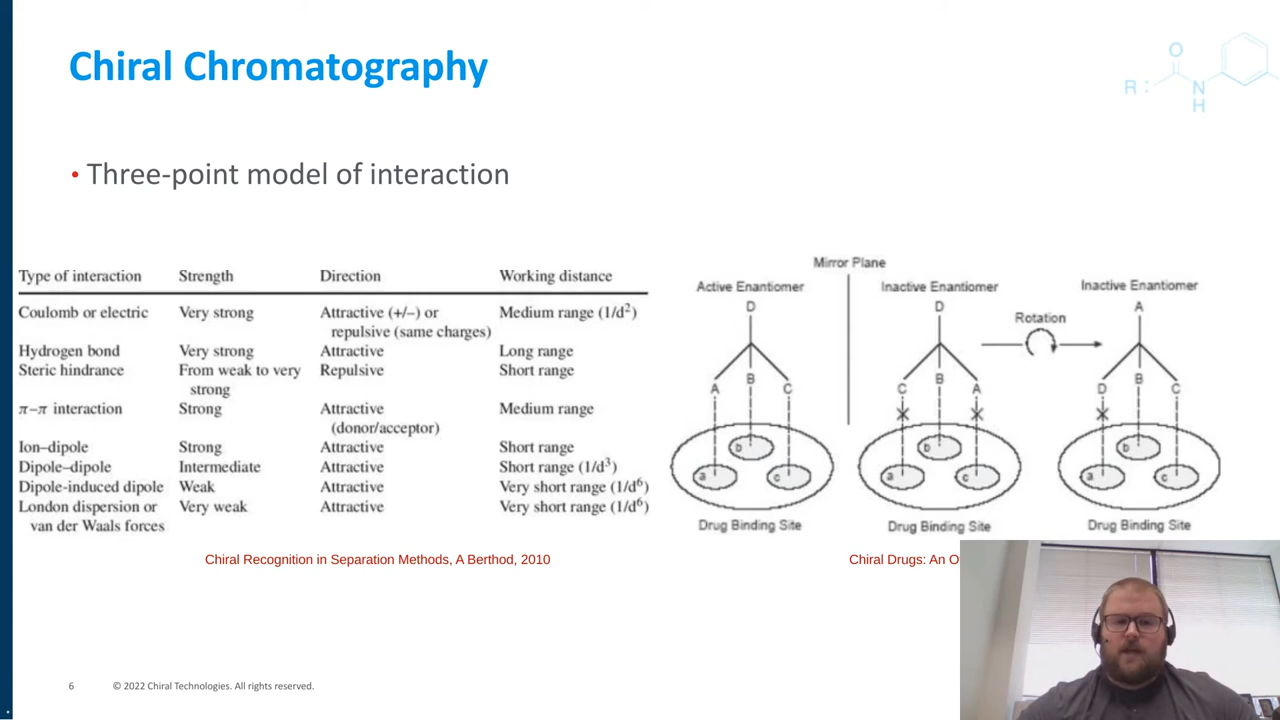 Chiral Chromatography
O
R :
N
H
• Three-point model of interaction
Type of interaction Strength Direction Working distance
Coulomb or electric Very strong Attractive (+/–) or Medium range (1/d²)
repulsive (same charges)
Hydrogen bond Very strong Attractive Long range
Steric hindrance From weak to very Repulsive Short range
strong
π–π interaction Strong Attractive Medium range
(donor/acceptor)
Ion–dipole Strong Attractive Short range
Dipole–dipole Intermediate Attractive Short range (1/d³)
Dipole-induced dipole Weak Attractive Very short range (1/d⁶)
London dispersion or Very weak Attractive Very short range (1/d⁶)
van der Waals forces
Chiral Recognition in Separation Methods, A Berthod, 2010
Mirror Plane
Active Enantiomer Inactive Enantiomer Inactive Enantiomer
D D A
Rotation
A B C C B A D B C
b b b
a c a c a c
Drug Binding Site Drug Binding Site Drug Binding Site
Chiral Drugs: An O
6 © 2022 Chiral Technologies. All rights reserved.